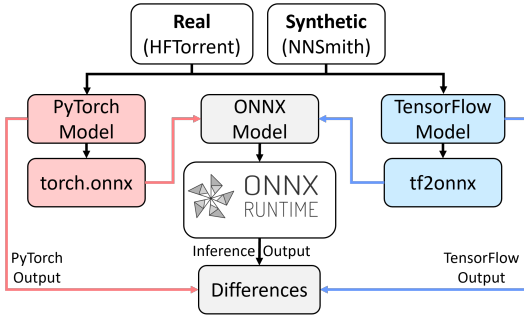 Real
(HFTorrent)
Synthetic
(NNSmith)
PyTorch
Model
ONNX
Model
TensorFlow
Model
torch.onnx
tf2onnx
ONNX
RUNTIME
Inference Output
PyTorch
Output
TensorFlow
Output
Differences